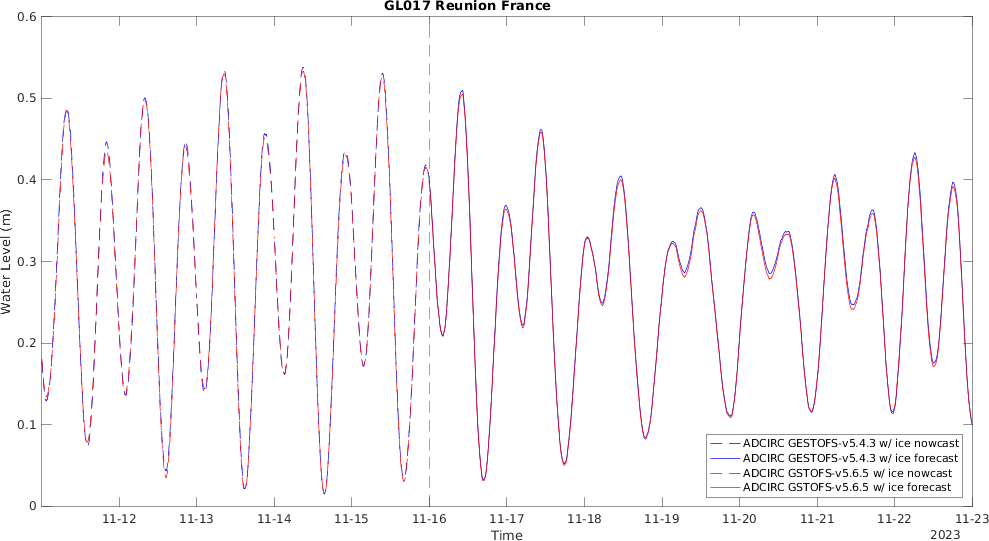 GL017 Reunion France
0.6
0.5
0.4
0.3
0.2
0.1
0
Water Level (m)
11-12 11-13 11-14 11-15 11-16 11-17 11-18 11-19 11-20 11-21 11-22 11-23
Time
2023
ADCIRC GESTOFS-v5.4.3 w/ ice nowcast
ADCIRC GESTOFS-v5.4.3 w/ ice forecast
ADCIRC GSTOFS-v5.6.5 w/ ice nowcast
ADCIRC GSTOFS-v5.6.5 w/ ice forecast